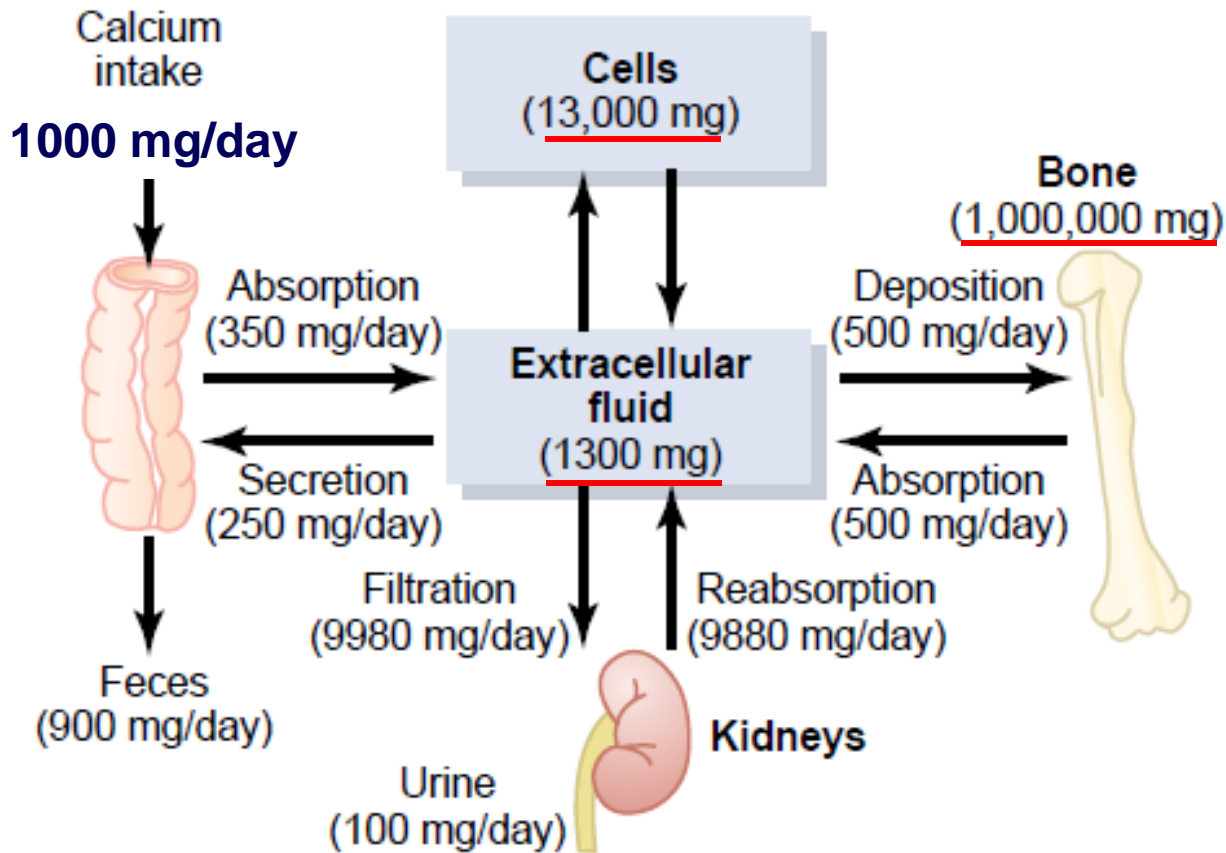 Calcium
intake
1000 mg/day
Cells
(13,000 mg)
Bone
(1,000,000 mg)
Absorption
(350 mg/day)
Secretion
(250 mg/day)
Extracellular
fluid
(1300 mg)
Deposition
(500 mg/day)
Absorption
(500 mg/day)
Filtration
(9980 mg/day)
Reabsorption
(9880 mg/day)
Feces
(900 mg/day)
Kidneys
Urine
(100 mg/day)